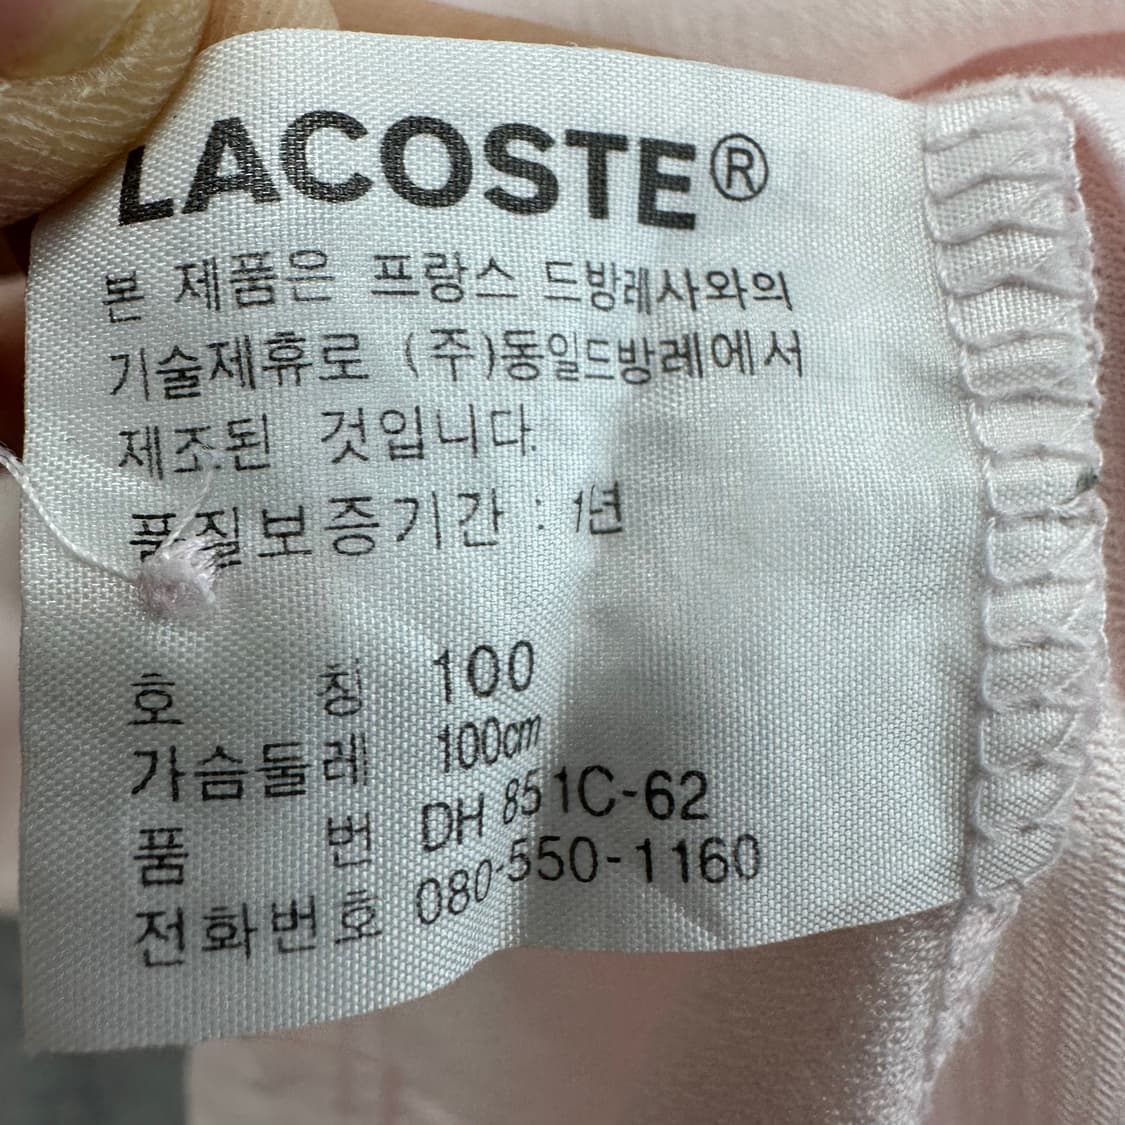 LACOSTE®
본 제품은 프랑스 드방레사와의
기술제휴로 (주)동일드방레에서
제조된 것입니다.
품질보증기간 : 1년
호 칭 100
가슴둘레 100cm
품 번 DH 851C-62
전화번호 080-550-1160